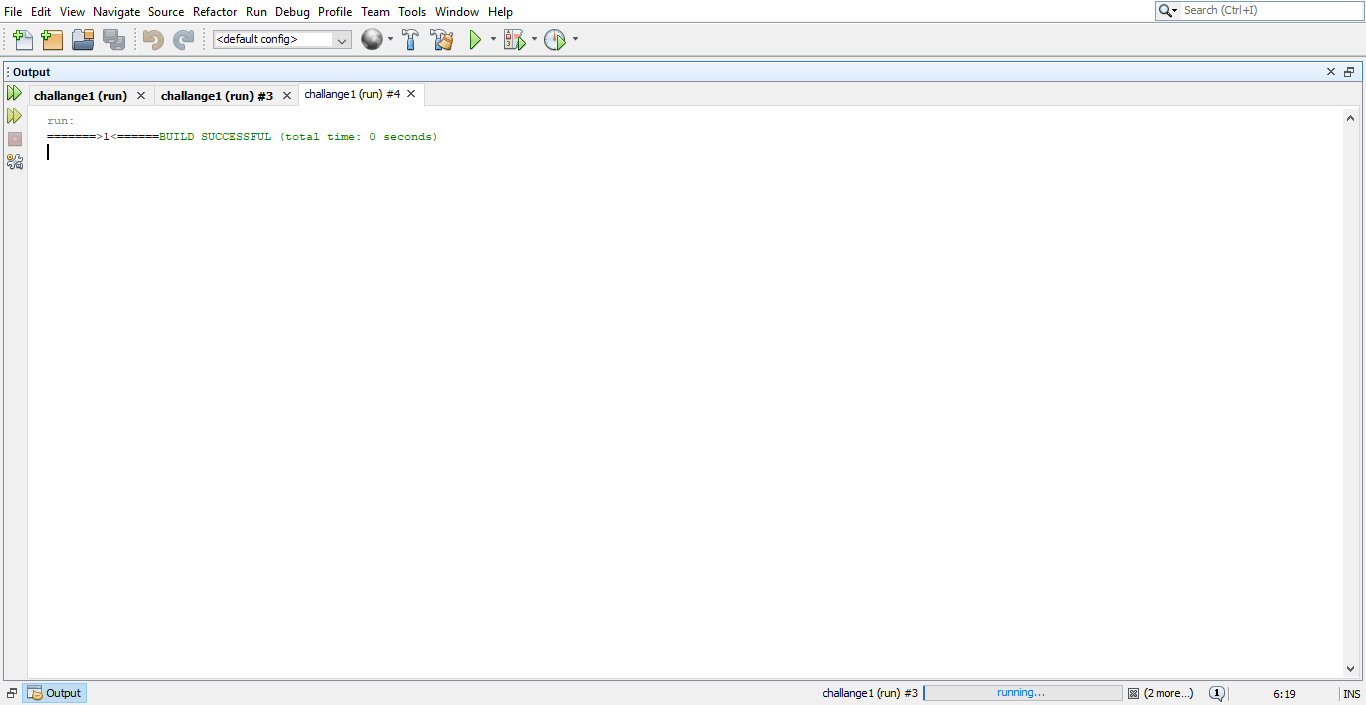 File Edit View Navigate Source Refactor Run Debug Profile Team Tools Window Help
Search (Ctrl+I)
<default config>
Output
challange1 (run) challange1 (run) #3 challange1 (run) #4
run:
=======>1<======BUILD SUCCESSFUL (total time: 0 seconds)
Output challange1 (run) #3 running... (2 more...) 1 6:19 INS